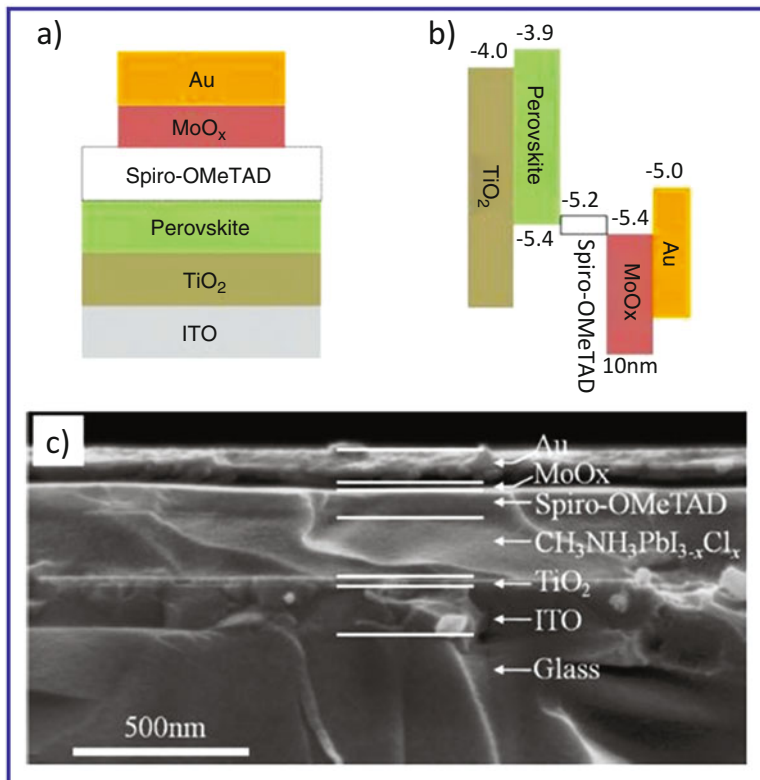 a)
Au
MoOₓ
Spiro-OMeTAD
Perovskite
TiO₂
ITO
b)
-4.0
-3.9
TiO₂
Perovskite
-5.4
-5.2
Spiro-OMeTAD
-5.4
MoOx
10nm
-5.0
Au
c)
Au
MoOx
Spiro-OMeTAD
CH₃NH₃PbI₃₋ₓClₓ
TiO₂
ITO
Glass
500nm